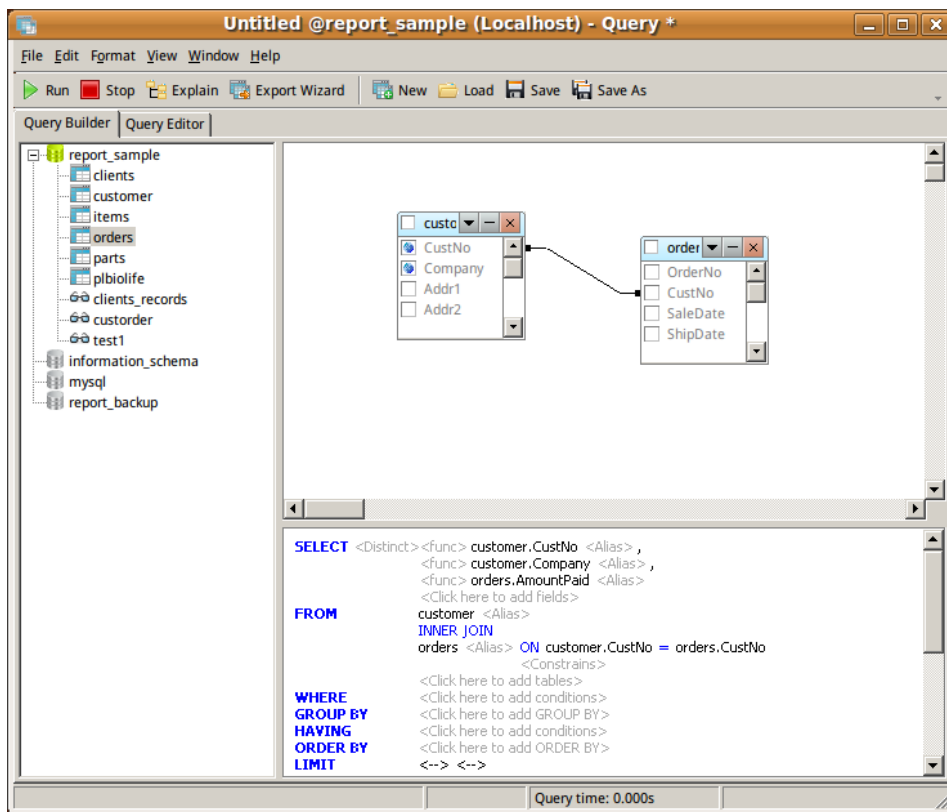 Untitled @report_sample (Localhost) - Query *
File Edit Format View Window Help
Run Stop Explain Export Wizard New Load Save Save As
Query Builder Query Editor
report_sample
clients
customer
items
orders
parts
plbiolife
clients_records
custorder
test1
information_schema
mysql
report_backup
custo
CustNo
Company
Addr1
Addr2
order
OrderNo
CustNo
SaleDate
ShipDate
SELECT <Distinct><func> customer.CustNo <Alias> ,
<func> customer.Company <Alias> ,
<func> orders.AmountPaid <Alias>
<Click here to add fields>
FROM customer <Alias>
INNER JOIN
orders <Alias> ON customer.CustNo = orders.CustNo
<Constrains>
<Click here to add tables>
WHERE <Click here to add conditions>
GROUP BY <Click here to add GROUP BY>
HAVING <Click here to add conditions>
ORDER BY <Click here to add ORDER BY>
LIMIT <--> <-->
Query time: 0.000s